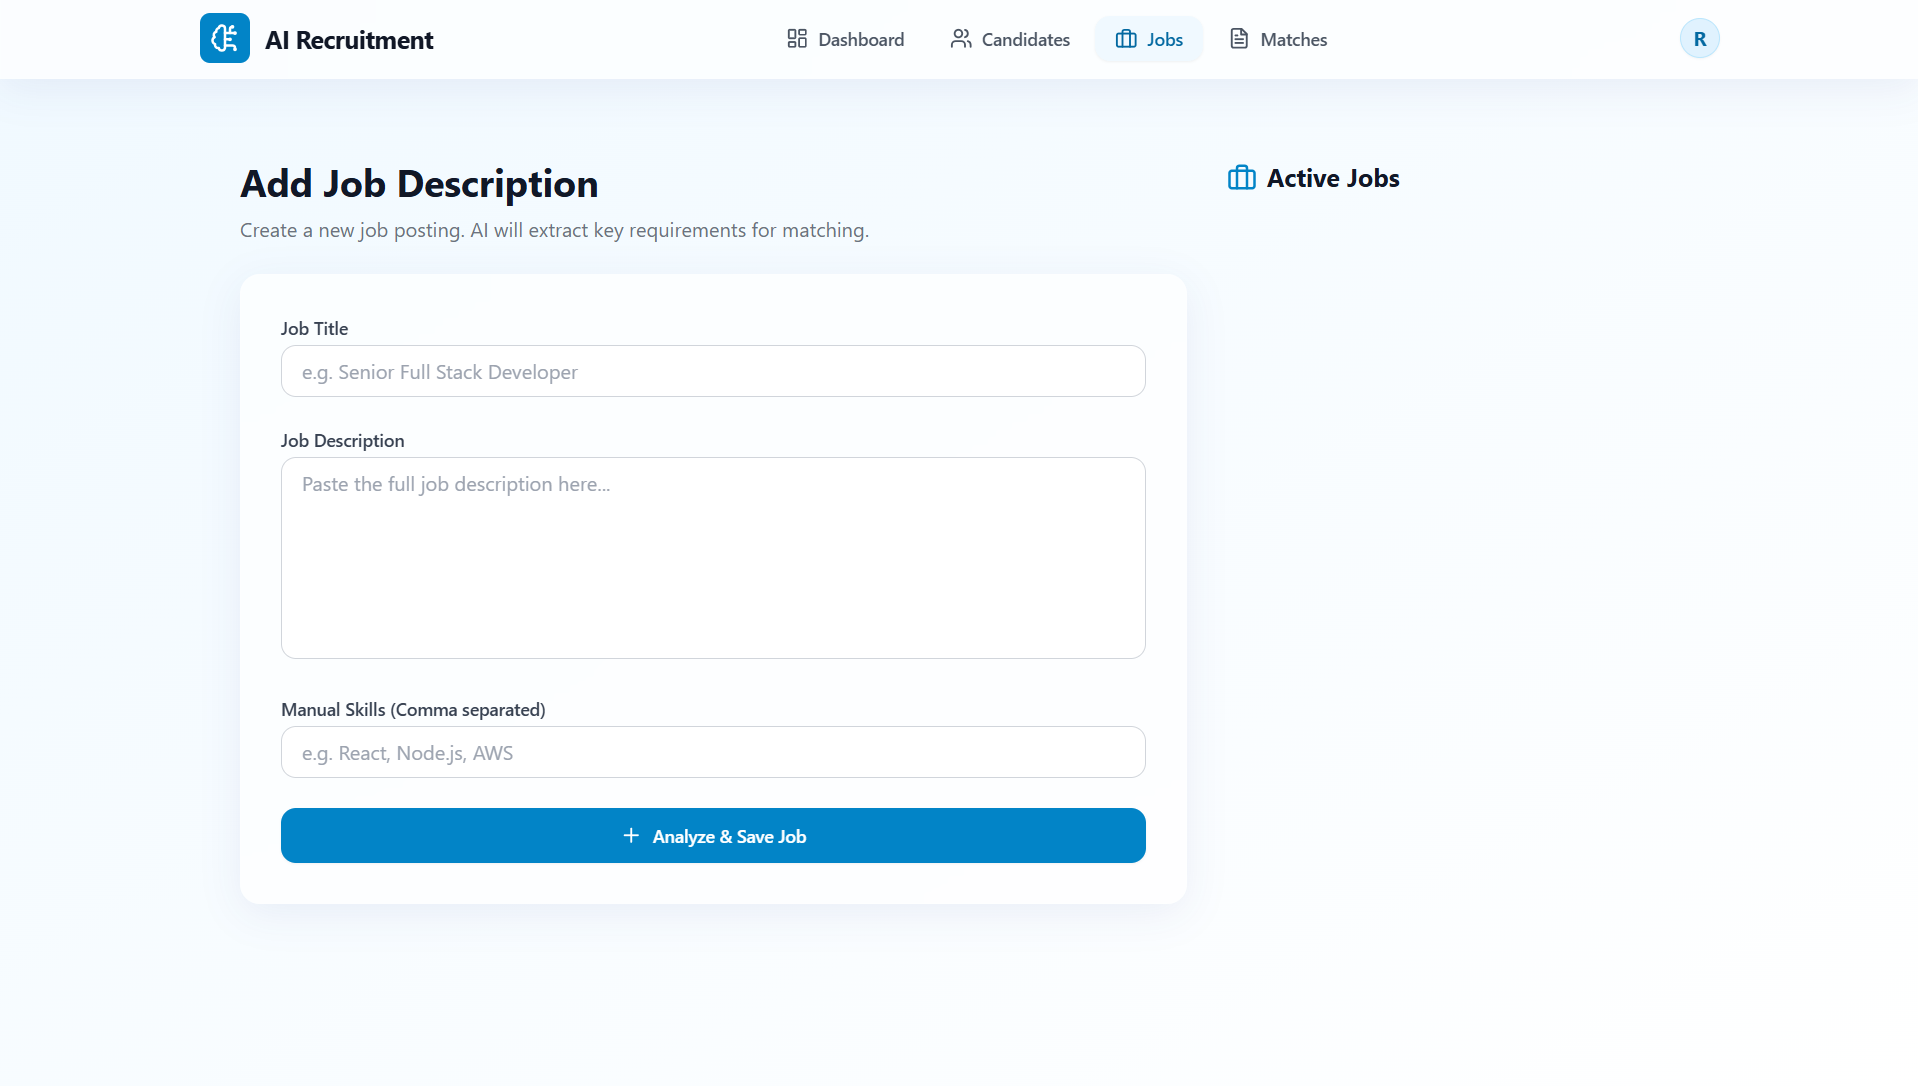 AI Recruitment
Dashboard
Candidates
Jobs
Matches
R
Add Job Description
Create a new job posting. AI will extract key requirements for matching.
Job Title
e.g. Senior Full Stack Developer
Job Description
Paste the full job description here...
Manual Skills (Comma separated)
e.g. React, Node.js, AWS
Analyze & Save Job
Active Jobs